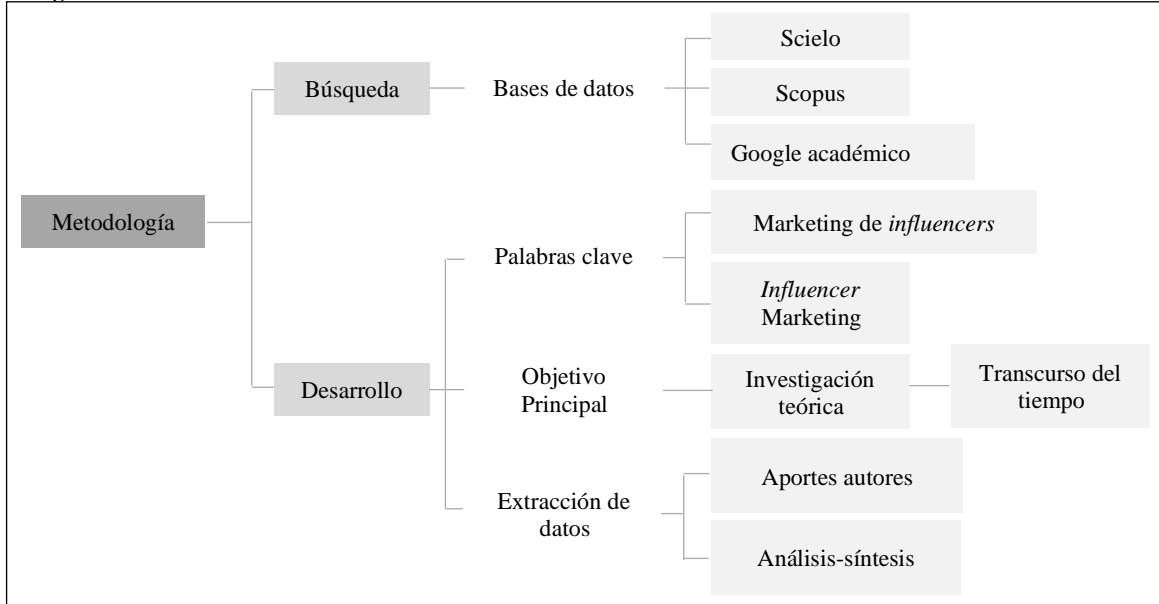 Metodología
Búsqueda
Bases de datos
Scielo
Scopus
Google académico
Desarrollo
Palabras clave
Marketing de influencers
Influencer
Marketing
Objetivo
Principal
Investigación
teórica
Transcurso del
tiempo
Extracción de
datos
Aportes autores
Análisis-síntesis